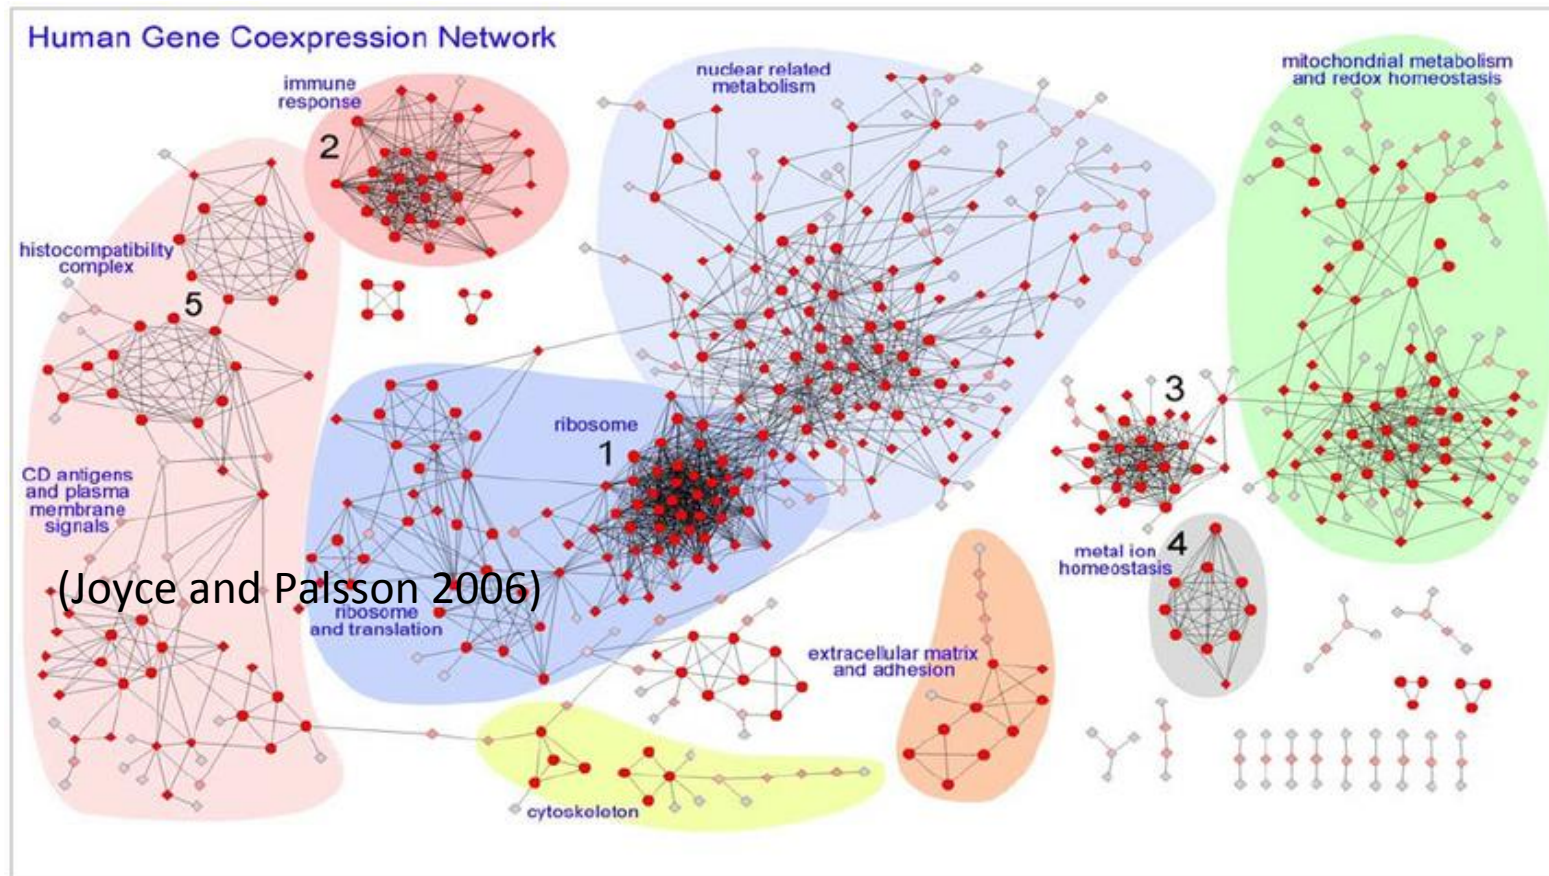 Human Gene Coexpression Network
immune
response
2
nuclear related
metabolism
mitochondrial metabolism
and redox homeostasis
histocompatibility
complex
5
3
ribosome
1
CD antigens
and plasma
membrane
signals
metal ion
homeostasis
4
(Joyce and Palsson 2006)
ribosome
and translation
extracellular matrix
and adhesion
cytoskeleton